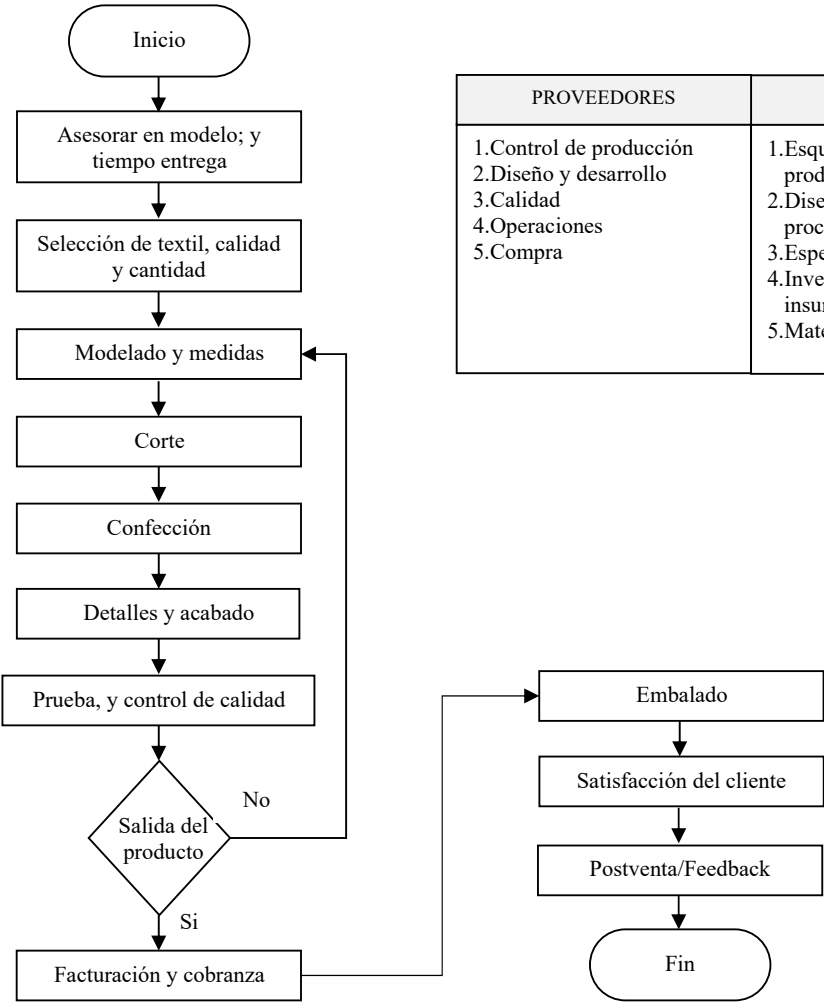 Inicio
Asesorar en modelo; y
tiempo entrega
Selección de textil, calidad
y cantidad
Modelado y medidas
Corte
Confección
Detalles y acabado
Prueba, y control de calidad
No
Salida del
producto
Si
Facturación y cobranza
PROVEEDORES
1.Control de producción
2.Diseño y desarrollo
3.Calidad
4.Operaciones
5.Compra
Embalado
Satisfacción del cliente
Postventa/Feedback
Fin